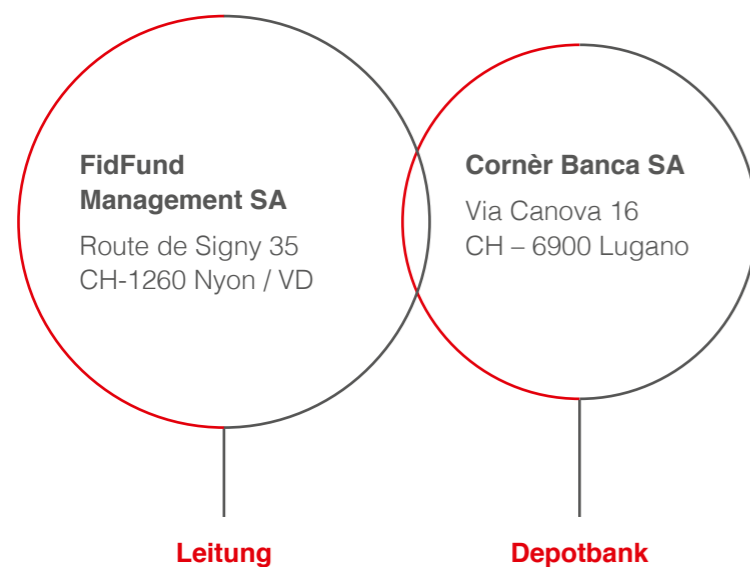 FidFund
Management SA
Route de Signy 35
CH-1260 Nyon / VD
Cornèr Banca SA
Via Canova 16
CH – 6900 Lugano
Leitung
Depotbank